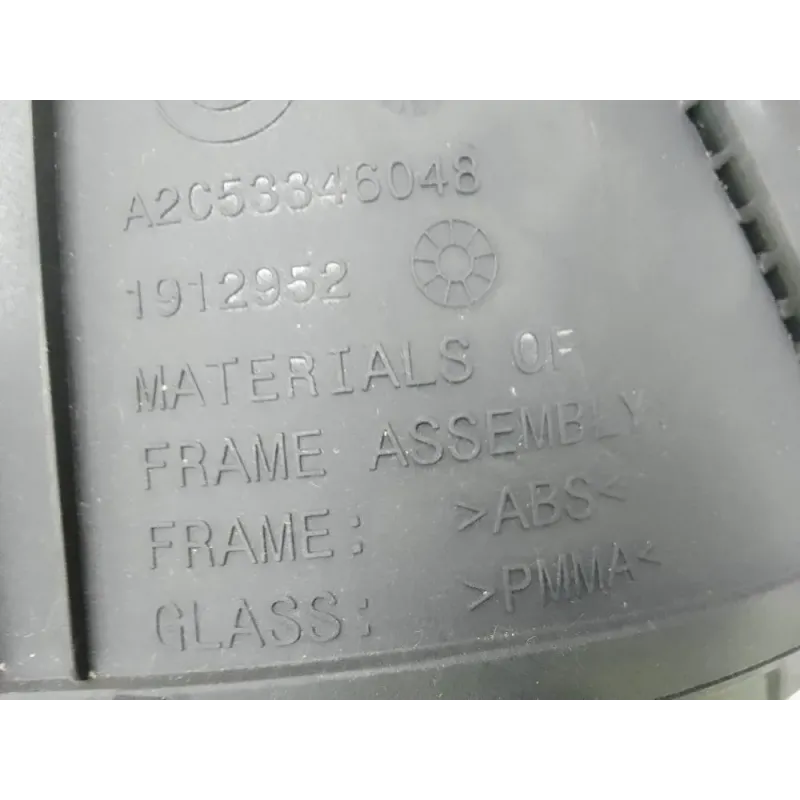 A2C53346048
1912952
MATERIALS OF
FRAME ASSEMBLY:
FRAME: >ABS<
GLASS: >PMMA<